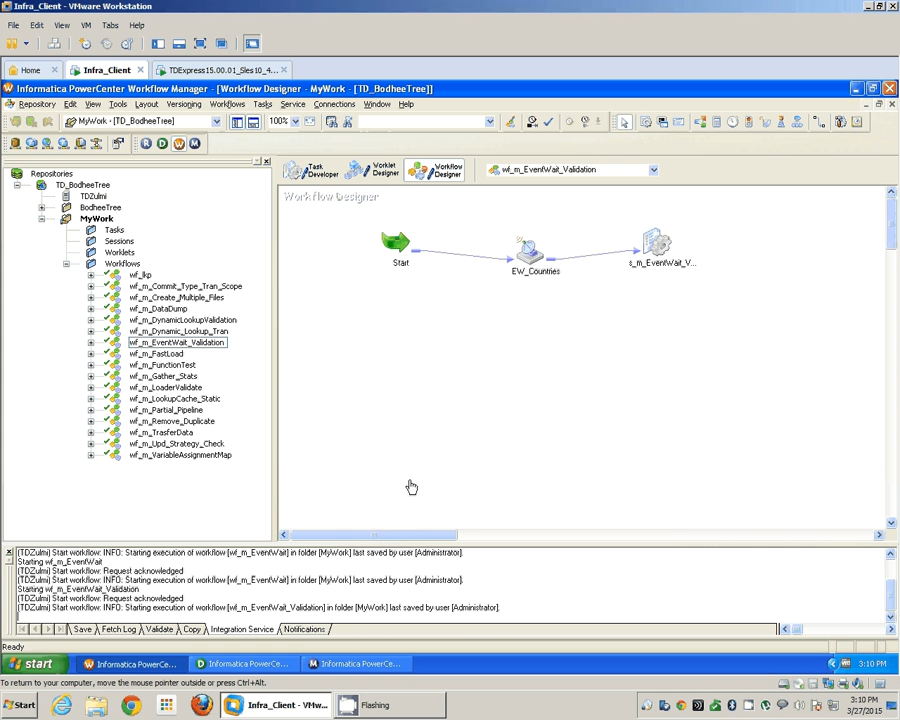 Infra_Client - VMware Workstation
File Edit View VM Tabs Help
Home Infra_Client TDExpress15.00.01_Sles10_4...
Informatica PowerCenter Workflow Manager - [Workflow Designer - MyWork - [TD_BodheeTree]]
Repository Edit View Tools Layout Versioning Workflows Tasks Service Connections Window Help
MyWork - [TD_BodheeTree] 100%
R D W M
Repositories
TD_BodheeTree
TDZulmi
BodheeTree
MyWork
Tasks
Sessions
Worklets
Workflows
wf_lkp
wf_m_Commit_Type_Tran_Scope
wf_m_Create_Multiple_Files
wf_m_DataDump
wf_m_DynamicLookupValidation
wf_m_Dynamic_Lookup_Tran
wf_m_EventWait_Validation
wf_m_FastLoad
wf_m_FunctionTest
wf_m_Gather_Stats
wf_m_LoaderValidate
wf_m_LookupCache_Static
wf_m_Partial_Pipeline
wf_m_Remove_Duplicate
wf_m_TrasferData
wf_m_Upd_Strategy_Check
wf_m_VariableAssignmentMap
Task Developer
Worklet Designer
Workflow Designer
wf_m_EventWait_Validation
Workflow Designer
Start
EW_Countries
s_m_EventWait_V...
(TDZulmi) Start workflow: INFO: Starting execution of workflow [wf_m_EventWait] in folder [MyWork] last saved by user [Administrator].
Starting wf_m_EventWait
(TDZulmi) Start workflow: Request acknowledged
(TDZulmi) Start workflow: INFO: Starting execution of workflow [wf_m_EventWait] in folder [MyWork] last saved by user [Administrator].
Starting wf_m_EventWait_Validation
(TDZulmi) Start workflow: Request acknowledged
(TDZulmi) Start workflow: INFO: Starting execution of workflow [wf_m_EventWait_Validation] in folder [MyWork] last saved by user [Administrator].
Save Fetch Log Validate Copy Integration Service Notifications
Ready
start Informatica PowerCe... Informatica PowerCe... Informatica PowerCe... 3:10 PM
To return to your computer, move the mouse pointer outside or press Ctrl+Alt.
Start Infra_Client - VMw... Flashing 3:10 PM
3/27/2015